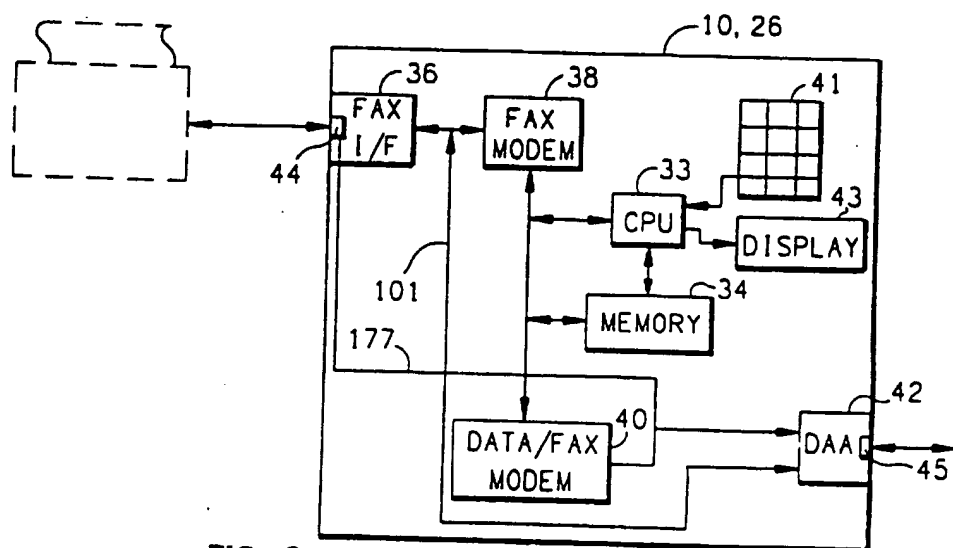 10, 26
36
38
41
FAX
I/F
FAX
MODEM
44
33
CPU
43
DISPLAY
101
34
MEMORY
177
42
DATA/FAX
MODEM
40
DAA
45